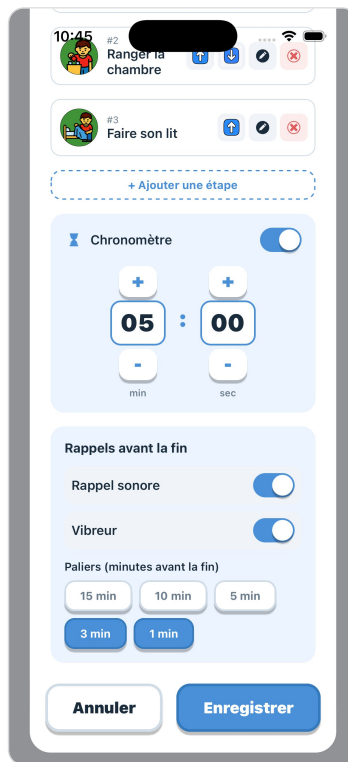 10:45
#2
Ranger la
chambre
#3
Faire son lit
+ Ajouter une étape
Chronomètre
+ +
05 : 00
- -
min sec
Rappels avant la fin
Rappel sonore
Vibreur
Paliers (minutes avant la fin)
15 min 10 min 5 min
3 min 1 min
Annuler Enregistrer